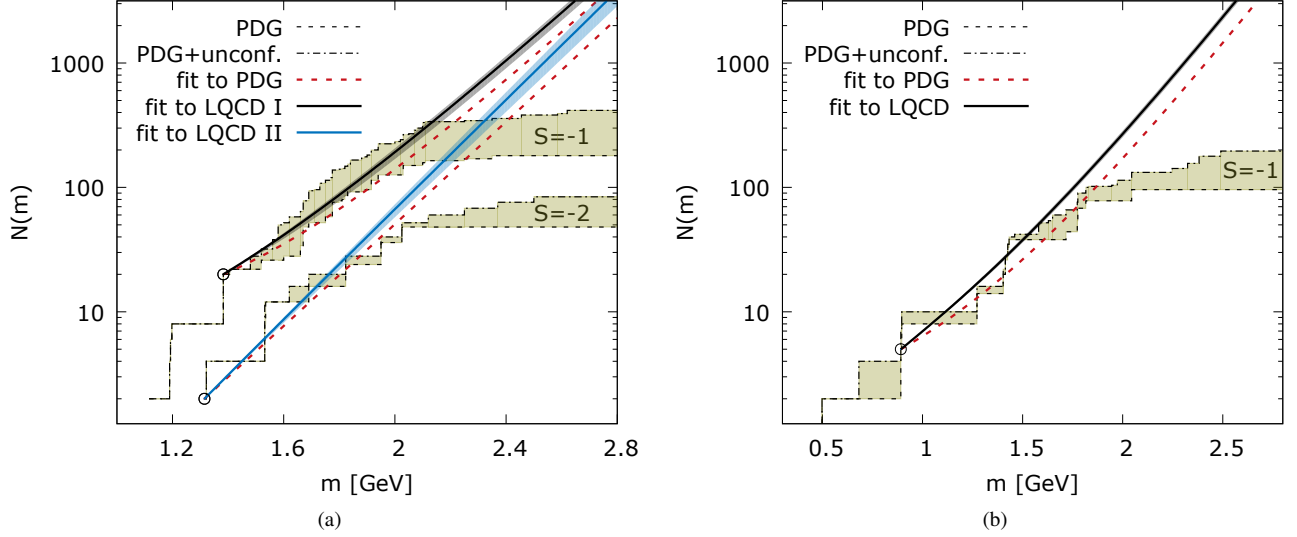 PDG
PDG+unconf.
fit to PDG
fit to LQCD I
fit to LQCD II
N(m)
1000
100
10
S=-1
S=-2
1.2
1.6
2
2.4
2.8
m [GeV]
(a)
PDG
PDG+unconf.
fit to PDG
fit to LQCD
N(m)
1000
100
10
S=-1
0.5
1
1.5
2
2.5
m [GeV]
(b)